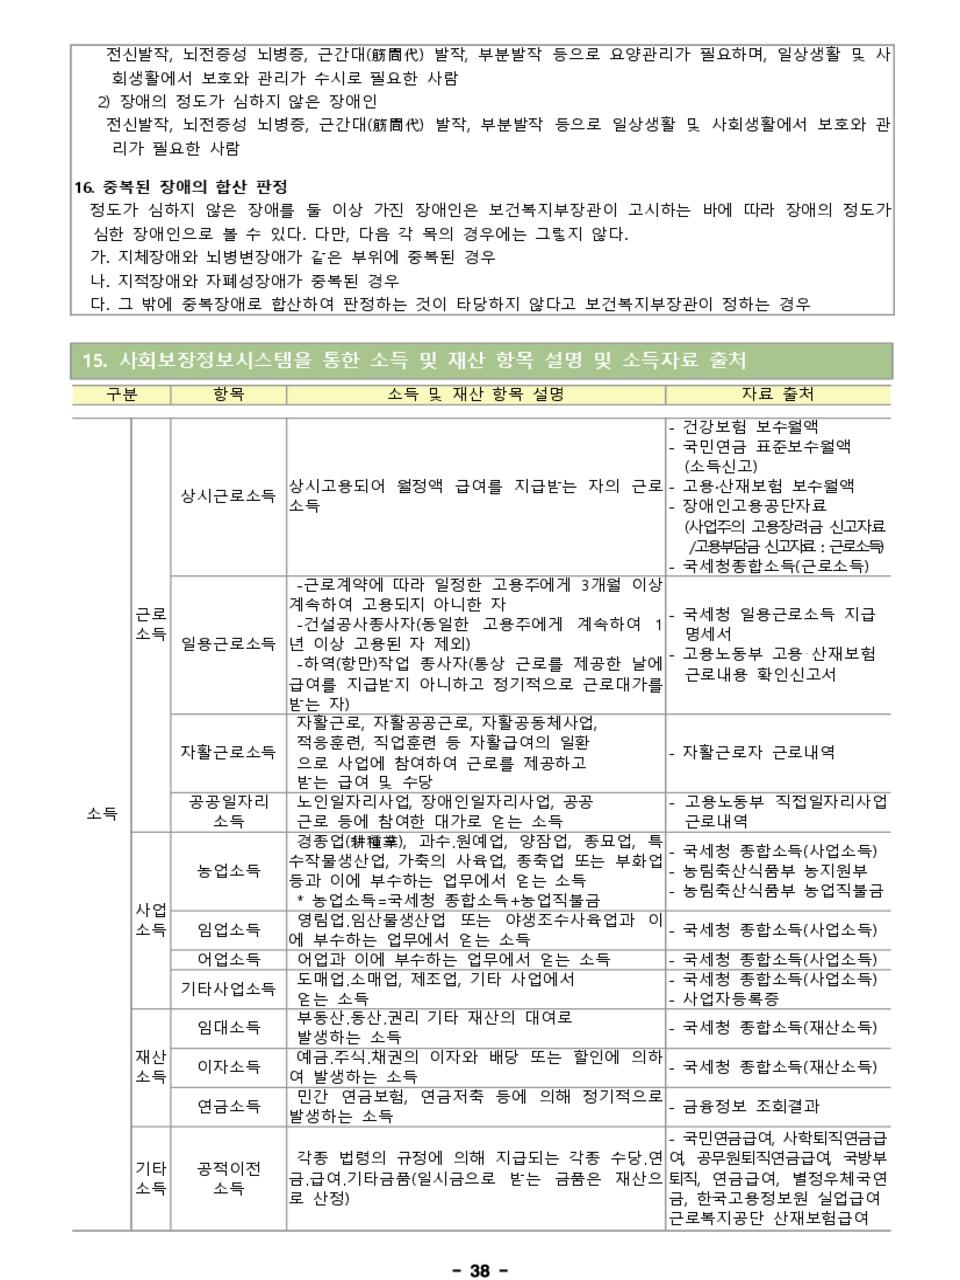 전신발작, 뇌전증성 뇌병증, 근간대(筋間代) 발작, 부분발작 등으로 요양관리가 필요하며, 일상생활 및 사
회생활에서 보호와 관리가 수시로 필요한 사람
2) 장애의 정도가 심하지 않은 장애인
전신발작, 뇌전증성 뇌병증, 근간대(筋間代) 발작, 부분발작 등으로 일상생활 및 사회생활에서 보호와 관
리가 필요한 사람
16. 중복된 장애의 합산 판정
정도가 심하지 않은 장애를 둘 이상 가진 장애인은 보건복지부장관이 고시하는 바에 따라 장애의 정도가
심한 장애인으로 볼 수 있다. 다만, 다음 각 목의 경우에는 그렇지 않다.
가. 지체장애와 뇌병변장애가 같은 부위에 중복된 경우
나. 지적장애와 자폐성장애가 중복된 경우
다. 그 밖에 중복장애로 합산하여 판정하는 것이 타당하지 않다고 보건복지부장관이 정하는 경우
15. 사회보장정보시스템을 통한 소득 및 재산 항목 설명 및 소득자료 출처
구분 항목 소득 및 재산 항목 설명 자료 출처
소득
근로
소득
상시근로소득
상시고용되어 월정액 급여를 지급받는 자의 근로
소득
- 건강보험 보수월액
- 국민연금 표준보수월액
(소득신고)
- 고용·산재보험 보수월액
- 장애인고용공단자료
(사업주의 고용장려금 신고자료
/고용부담금 신고자료 : 근로소득)
- 국세청종합소득(근로소득)
일용근로소득
-근로계약에 따라 일정한 고용주에게 3개월 이상
계속하여 고용되지 아니한 자
-건설공사종사자(동일한 고용주에게 계속하여 1
년 이상 고용된 자 제외)
-하역(항만)작업 종사자(통상 근로를 제공한 날에
급여를 지급받지 아니하고 정기적으로 근로대가를
받는 자)
- 국세청 일용근로소득 지급
명세서
- 고용노동부 고용·산재보험
근로내용 확인신고서
자활근로소득
자활근로, 자활공공근로, 자활공동체사업,
적응훈련, 직업훈련 등 자활급여의 일환
으로 사업에 참여하여 근로를 제공하고
받는 급여 및 수당
- 자활근로자 근로내역
공공일자리
소득
노인일자리사업, 장애인일자리사업, 공공
근로 등에 참여한 대가로 얻는 소득
- 고용노동부 직접일자리사업
근로내역
사업
소득
농업소득
경종업(耕種業), 과수.원예업, 양잠업, 종묘업, 특
수작물생산업, 가축의 사육업, 종축업 또는 부화업
등과 이에 부수하는 업무에서 얻는 소득
* 농업소득=국세청 종합소득+농업직불금
- 국세청 종합소득(사업소득)
- 농림축산식품부 농지원부
- 농림축산식품부 농업직불금
임업소득
영림업.임산물생산업 또는 야생조수사육업과 이
에 부수하는 업무에서 얻는 소득
- 국세청 종합소득(사업소득)
어업소득
어업과 이에 부수하는 업무에서 얻는 소득
- 국세청 종합소득(사업소득)
기타사업소득
도매업.소매업, 제조업, 기타 사업에서
얻는 소득
- 국세청 종합소득(사업소득)
- 사업자등록증
재산
소득
임대소득
부동산.동산.권리 기타 재산의 대여로
발생하는 소득
- 국세청 종합소득(재산소득)
이자소득
예금.주식.채권의 이자와 배당 또는 할인에 의하
여 발생하는 소득
- 국세청 종합소득(재산소득)
연금소득
민간 연금보험, 연금저축 등에 의해 정기적으로
발생하는 소득
- 금융정보 조회결과
기타
소득
공적이전
소득
각종 법령의 규정에 의해 지급되는 각종 수당.연
금.급여.기타금품(일시금으로 받는 금품은 재산으
로 산정)
- 국민연금급여, 사학퇴직연금급
여, 공무원퇴직연금급여, 국방부
퇴직, 연금급여, 별정우체국연
금, 한국고용정보원 실업급여
근로복지공단 산재보험급여
- 38 -